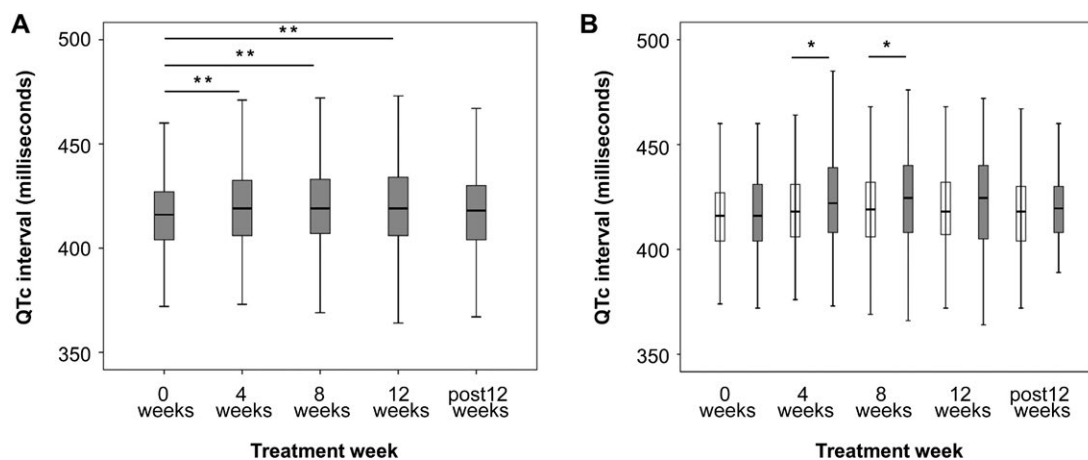 A
QTc interval (milliseconds)
500
450
400
350
**
**
**
0 weeks
4 weeks
8 weeks
12 weeks
post12 weeks
Treatment week
B
QTc interval (milliseconds)
500
450
400
350
*
*
0 weeks
4 weeks
8 weeks
12 weeks
post12 weeks
Treatment week